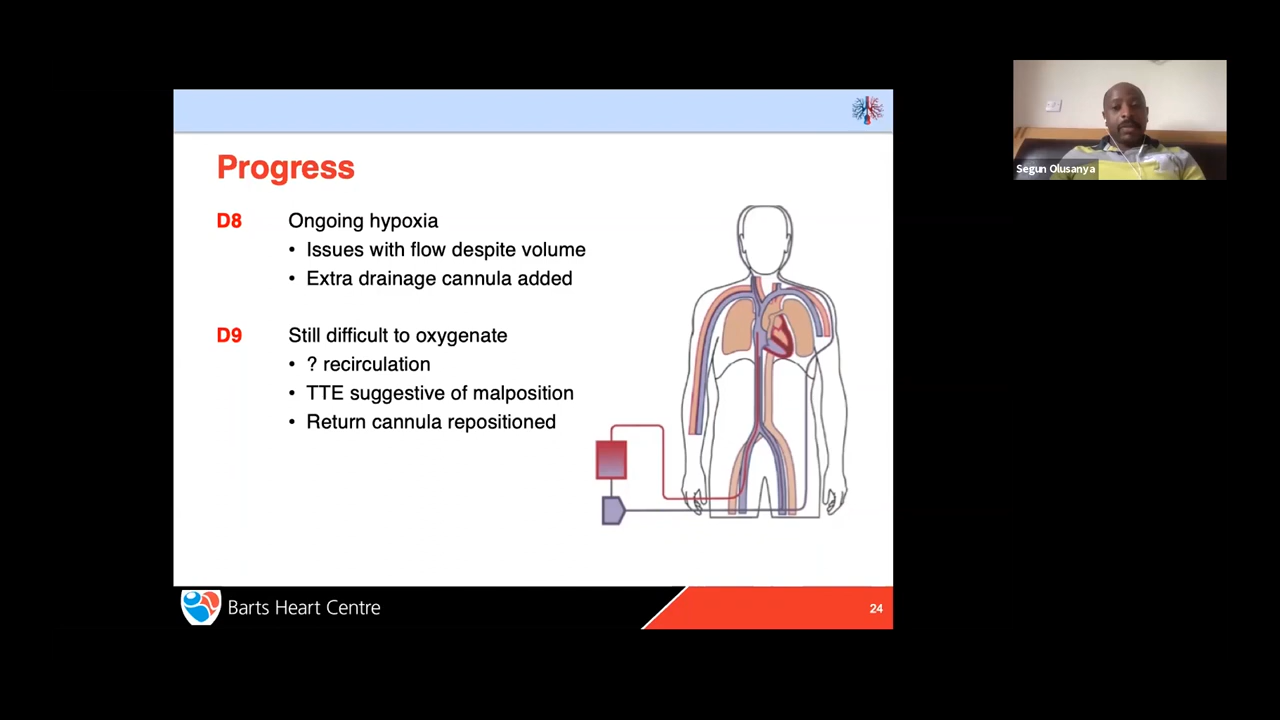 Progress
D8 Ongoing hypoxia
• Issues with flow despite volume
• Extra drainage cannula added
D9 Still difficult to oxygenate
• ? recirculation
• TTE suggestive of malposition
• Return cannula repositioned
Barts Heart Centre
24
Segun Olusanya